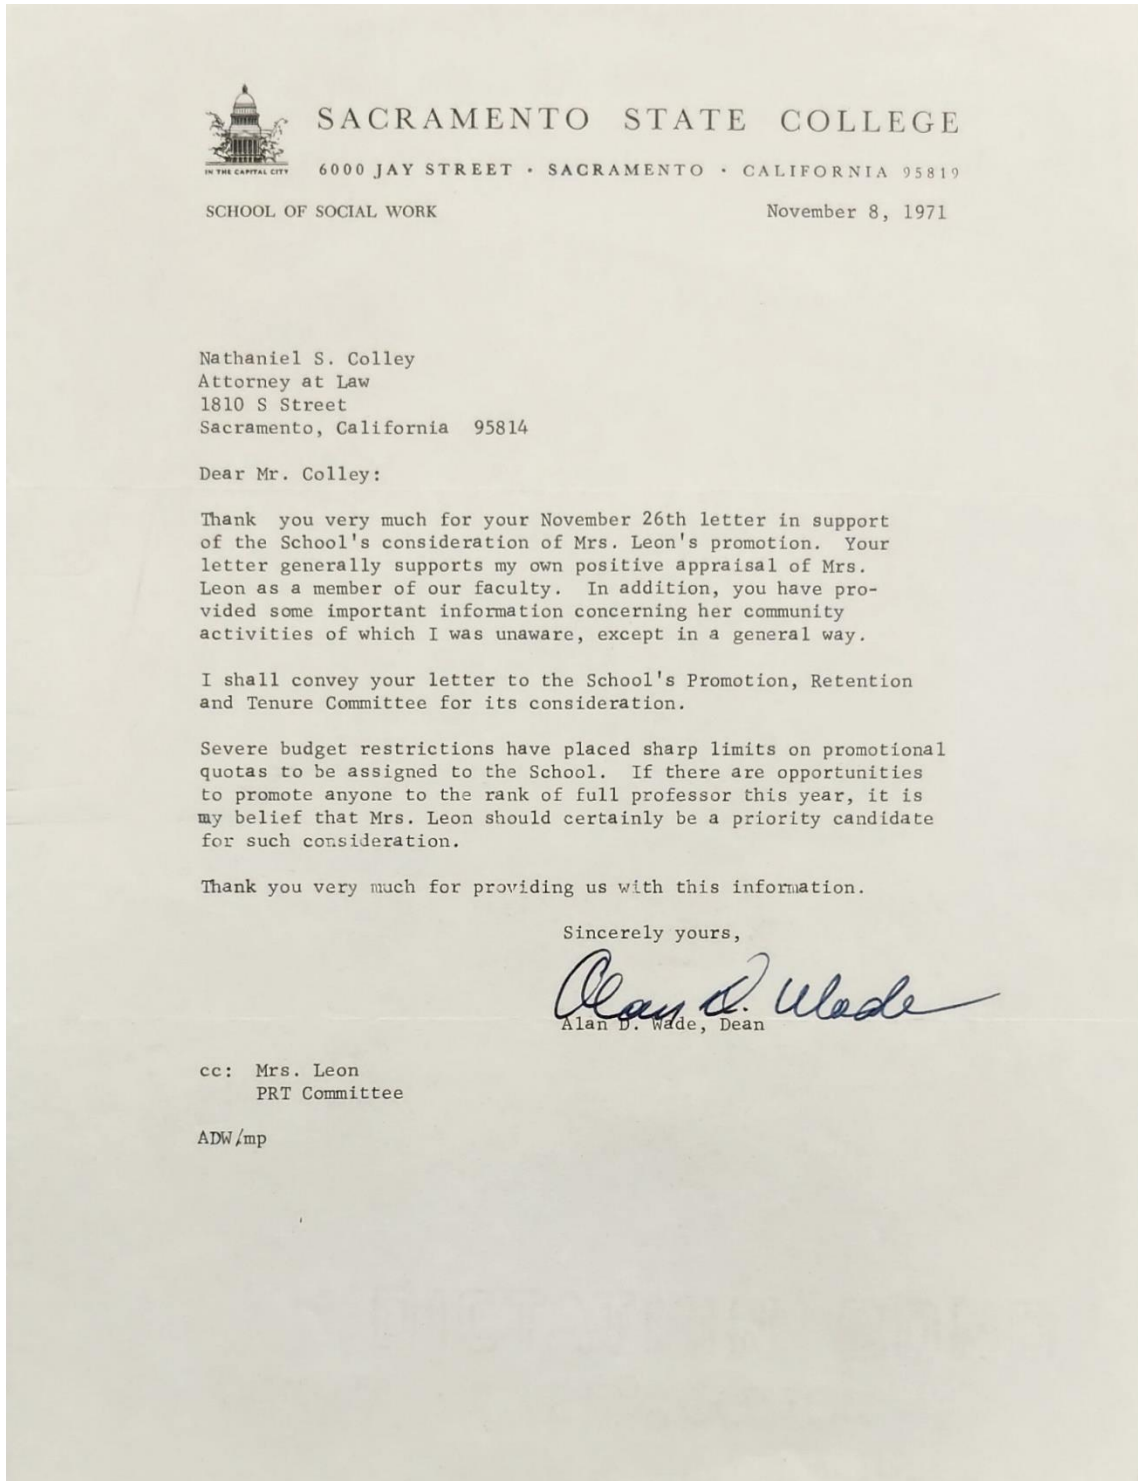 SACRAMENTO STATE COLLEGE
IN THE CAPITAL CITY
6000 JAY STREET • SACRAMENTO • CALIFORNIA 95819
SCHOOL OF SOCIAL WORK
November 8, 1971
Nathaniel S. Colley
Attorney at Law
1810 S Street
Sacramento, California 95814
Dear Mr. Colley:
Thank you very much for your November 26th letter in support
of the School's consideration of Mrs. Leon's promotion. Your
letter generally supports my own positive appraisal of Mrs.
Leon as a member of our faculty. In addition, you have pro-
vided some important information concerning her community
activities of which I was unaware, except in a general way.
I shall convey your letter to the School's Promotion, Retention
and Tenure Committee for its consideration.
Severe budget restrictions have placed sharp limits on promotional
quotas to be assigned to the School. If there are opportunities
to promote anyone to the rank of full professor this year, it is
my belief that Mrs. Leon should certainly be a priority candidate
for such consideration.
Thank you very much for providing us with this information.
Sincerely yours,
Alan D. Wade
Alan D. Wade, Dean
cc: Mrs. Leon
PRT Committee
ADW/mp